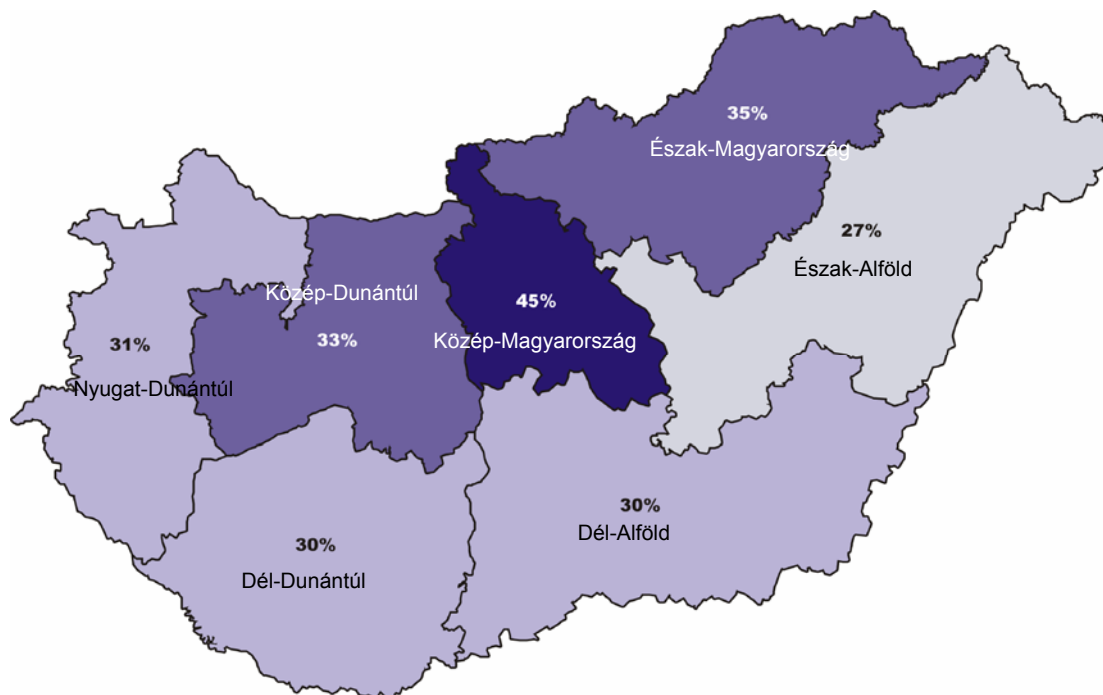 35%
Észak-Magyarország
27%
Észak-Alföld
Közép-Dunántúl
33%
45%
Közép-Magyarország
31%
Nyugat-Dunántúl
30%
Dél-Alföld
30%
Dél-Dunántúl